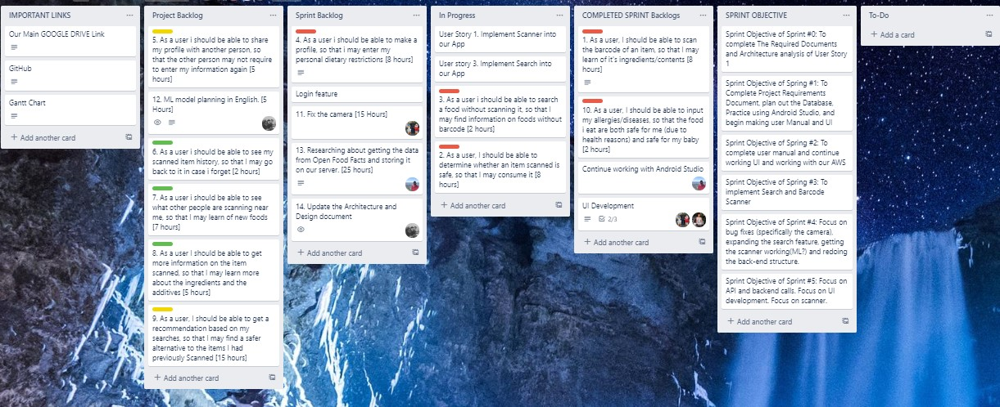 IMPORTANT LINKS
Our Main GOOGLE DRIVE Link
GitHub
Gantt Chart
+ Add another card
Project Backlog
5. As a user i should be able to share
my profile with another person, so
that the other person may not require
to enter my information again [5
hours]
12. ML model planning in English. [5
Hours]
6. As a user i should be able to see my
scanned item history, so that i may go
back to it in case i forget [2 hours]
7. As a user i should be able to see
what other people are scanning near
me, so that i may learn of new foods
[7 hours]
8. As a user i should be able to get
more information on the item
scanned, so that I may learn more
about the ingredients and the
additives [5 hours]
9. As a user, I should be able to get a
recommendation based on my
searches, so that i may find a safer
alternative to the items I had
previously Scanned [15 hours]
+ Add another card
Sprint Backlog
4. As a user i should be able to make a
profile, so that i may enter my
personal dietary restrictions [8 hours]
Login feature
11. Fix the camera [15 Hours]
13. Researching about getting the data
from Open Food Facts and storing it
on our server. [25 hours]
14. Update the Architecture and
Design document
+ Add another card
In Progress
User Story 1. Implement Scanner into
our App
User story 3. Implement Search into
our App
3. As a user i should be able to search
a food without scanning it, so that i
may find information on foods without
barcode [2 hours]
2. As a user, I should be able to
determine whether an item scanned is
safe, so that I may consume it [8
hours]
+ Add another card
COMPLETED SPRINT Backlogs
1. As a user, I should be able to scan
the barcode of an item, so that i may
learn of it's ingredients/contents [8
hours]
10. As a user, I should be able to input
my allergies/diseases, so that the food
i eat are both safe for me (due to
health reasons) and safe for my baby
[2 hours]
Continue working with Android Studio
UI Development
2/3
+ Add another card
SPRINT OBJECTIVE
Sprint Objective of Sprint #0: To
complete The Required Documents
and Architecture analysis of User Story
1
Sprint Objective of Spring #1: To
Complete Project Requirements
Document, plan out the Database,
Practice using Android Studio, and
begin making user Manual and UI
Sprint Objective of Sprint #2: To
complete user manual and continue
working UI and working with our AWS
Sprint Objective of Sprint #3: To
implement Search and Barcode
Scanner
Sprint Objective of Sprint #4: Focus on
bug fixes (specifically the camera),
expanding the search feature, getting
the scanner working(ML?) and redoing
the back-end structure.
Sprint Objective of Sprint #5: Focus on
API and backend calls. Focus on UI
development. Focus on scanner.
+ Add another card
To-Do
+ Add a card